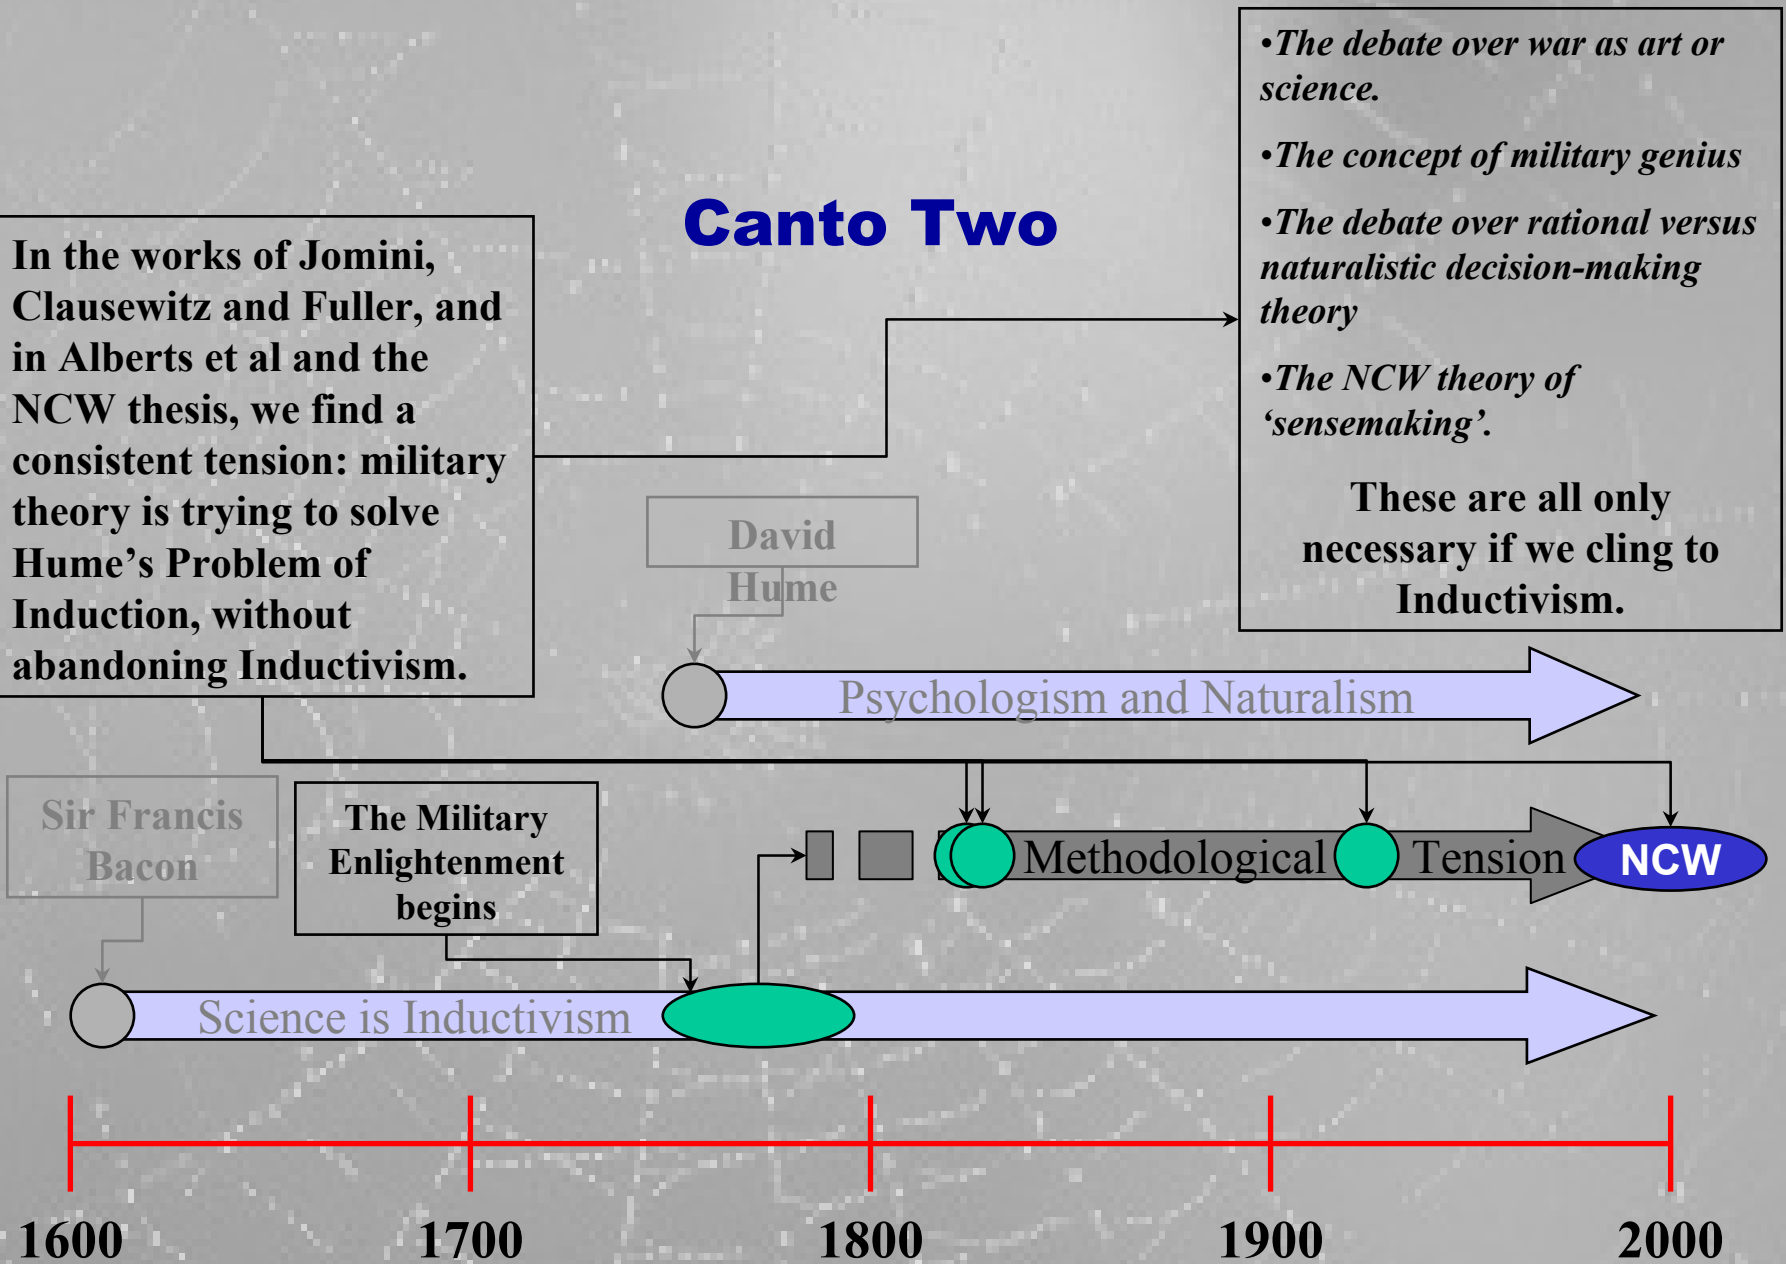 Canto Two
In the works of Jomini,
Clausewitz and Fuller, and
in Alberts et al and the
NCW thesis, we find a
consistent tension: military
theory is trying to solve
Hume’s Problem of
Induction, without
abandoning Inductivism.
•The debate over war as art or
science.
•The concept of military genius
•The debate over rational versus
naturalistic decision-making
theory
•The NCW theory of
‘sensemaking’.
These are all only
necessary if we cling to
Inductivism.
David
Hume
Psychologism and Naturalism
Sir Francis
Bacon
The Military
Enlightenment
begins
Methodological Tension
NCW
Science is Inductivism
1600 1700 1800 1900 2000